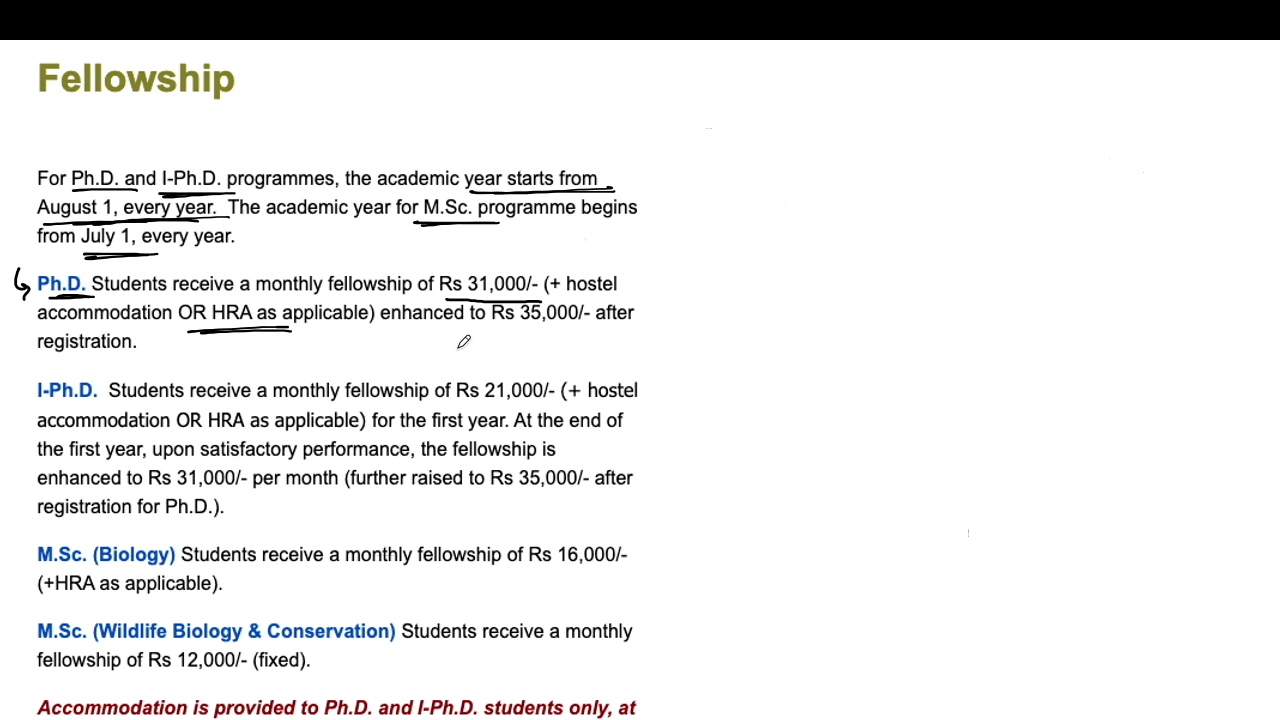 Fellowship
For Ph.D. and I-Ph.D. programmes, the academic year starts from
August 1, every year. The academic year for M.Sc. programme begins
from July 1, every year.
Ph.D. Students receive a monthly fellowship of Rs 31,000/- (+ hostel
accommodation OR HRA as applicable) enhanced to Rs 35,000/- after
registration.
I-Ph.D. Students receive a monthly fellowship of Rs 21,000/- (+ hostel
accommodation OR HRA as applicable) for the first year. At the end of
the first year, upon satisfactory performance, the fellowship is
enhanced to Rs 31,000/- per month (further raised to Rs 35,000/- after
registration for Ph.D.).
M.Sc. (Biology) Students receive a monthly fellowship of Rs 16,000/-
(+HRA as applicable).
M.Sc. (Wildlife Biology & Conservation) Students receive a monthly
fellowship of Rs 12,000/- (fixed).
Accommodation is provided to Ph.D. and I-Ph.D. students only, at